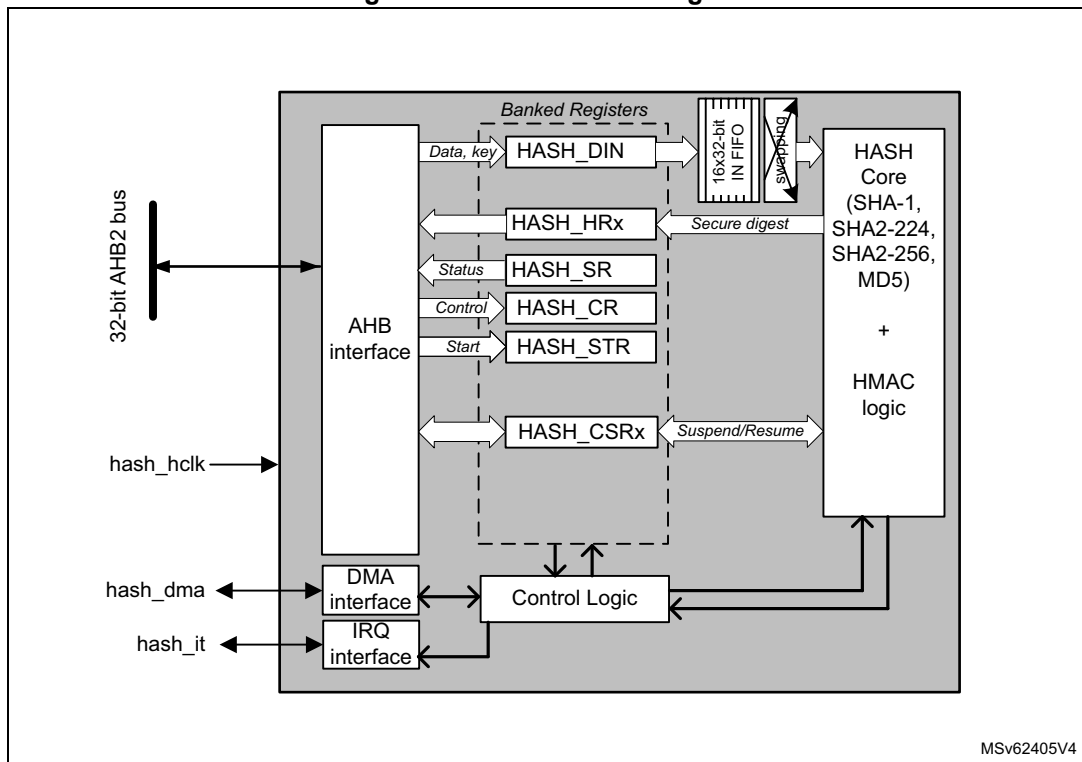 Banked Registers
32-bit AHB2 bus
AHB
interface
Data, key
HASH_DIN
16x32-bit
IN FIFO
swapping
HASH
Core
(SHA-1,
SHA2-224,
SHA2-256,
MD5)
+
HMAC
logic
HASH_HRx
Secure digest
Status
HASH_SR
Control
HASH_CR
Start
HASH_STR
HASH_CSRx
Suspend/Resume
hash_hclk
hash_dma
DMA
interface
Control Logic
hash_it
IRQ
interface
MSv62405V4